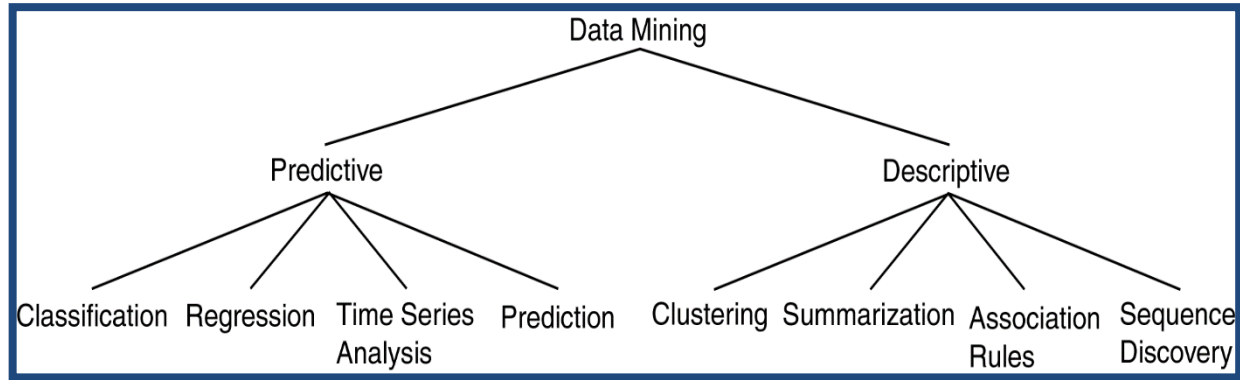 Data Mining
Predictive
Descriptive
Classification
Regression
Time Series
Analysis
Prediction
Clustering
Summarization
Association
Rules
Sequence
Discovery